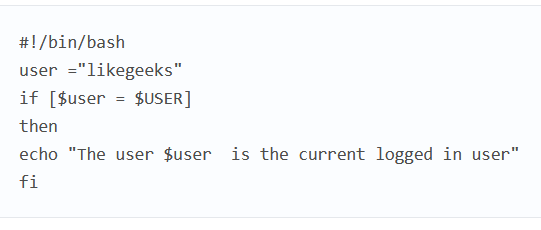 #!/bin/bash
user ="likegeeks"
if [$user = $USER]
then
echo "The user $user  is the current logged in user"
fi